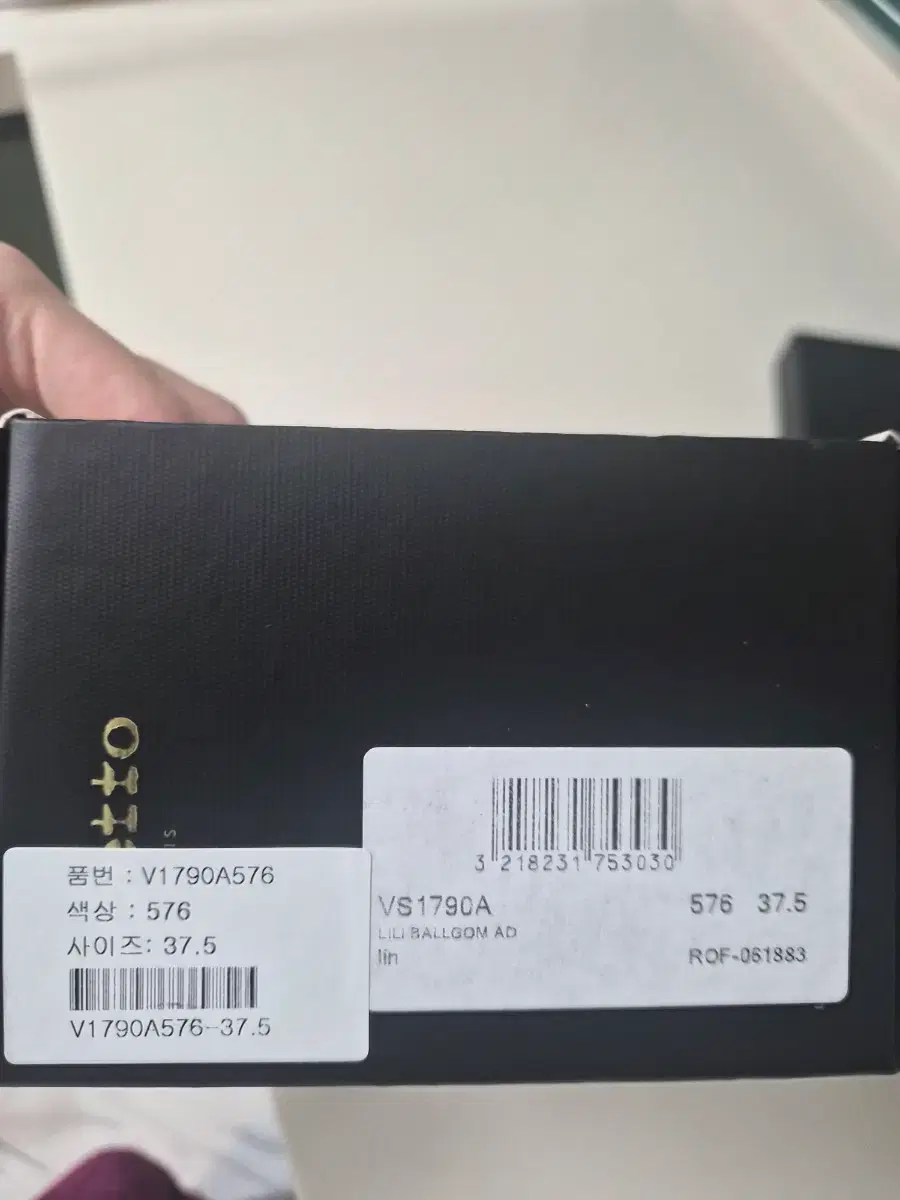 품번 : V1790A576
색상 : 576
사이즈: 37.5
V1790A576-37.5
3 218231 753030
VS1790A 576 37.5
LILI BALLGOM AD
lin ROF-061883